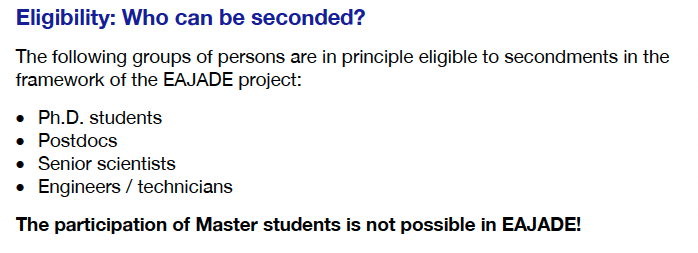 Eligibility: Who can be seconded?
The following groups of persons are in principle eligible to secondments in the
framework of the EAJADE project:
• Ph.D. students
• Postdocs
• Senior scientists
• Engineers / technicians
The participation of Master students is not possible in EAJADE!